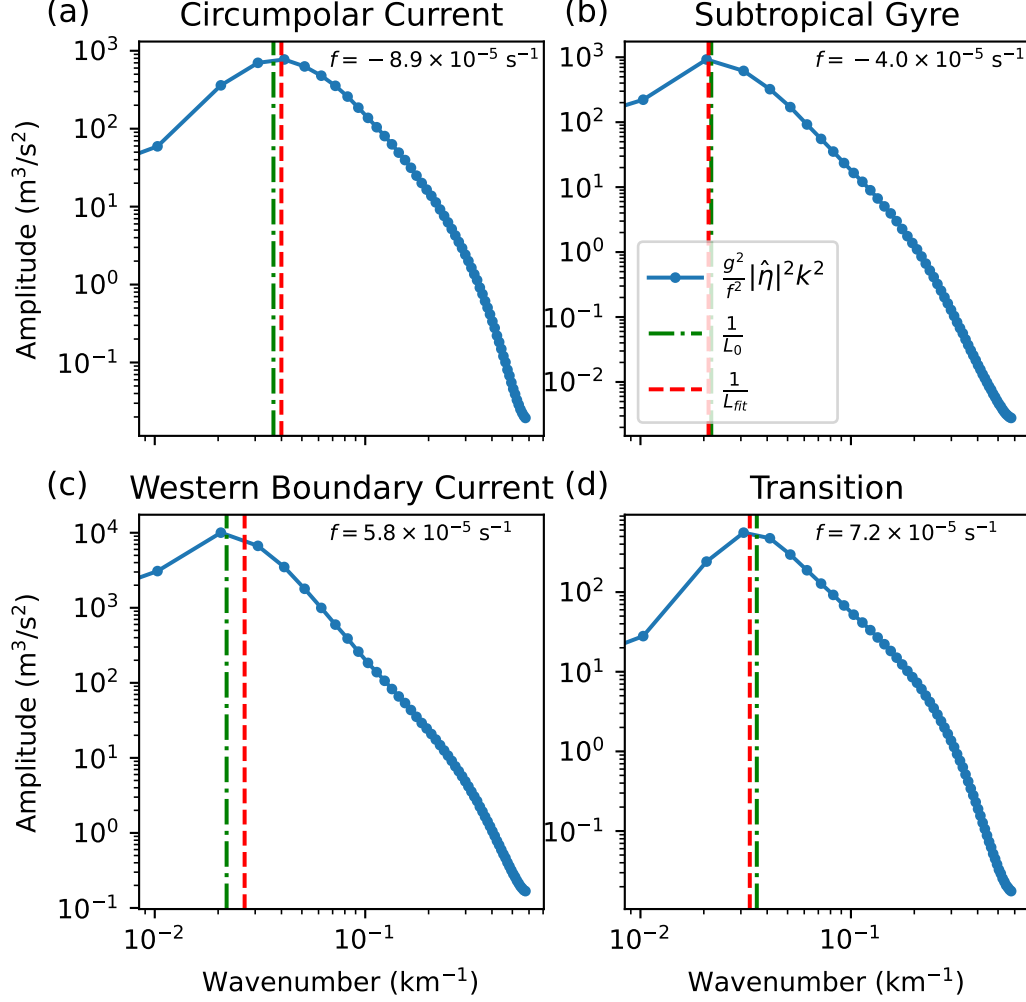 (a) Circumpolar Current
f = −8.9 × 10⁻⁵ s⁻¹
Amplitude (m³/s²)
10³
10²
10¹
10⁰
10⁻¹
(b) Subtropical Gyre
f = −4.0 × 10⁻⁵ s⁻¹
10³
10²
10¹
10⁰
10⁻¹
10⁻²
g²/f² |η̂|²k²
1/L₀
1/L_fit
(c) Western Boundary Current
f = 5.8 × 10⁻⁵ s⁻¹
Amplitude (m³/s²)
10⁴
10³
10²
10¹
10⁰
10⁻¹
10⁻² 10⁻¹
Wavenumber (km⁻¹)
(d) Transition
f = 7.2 × 10⁻⁵ s⁻¹
10²
10¹
10⁰
10⁻¹
10⁻² 10⁻¹
Wavenumber (km⁻¹)